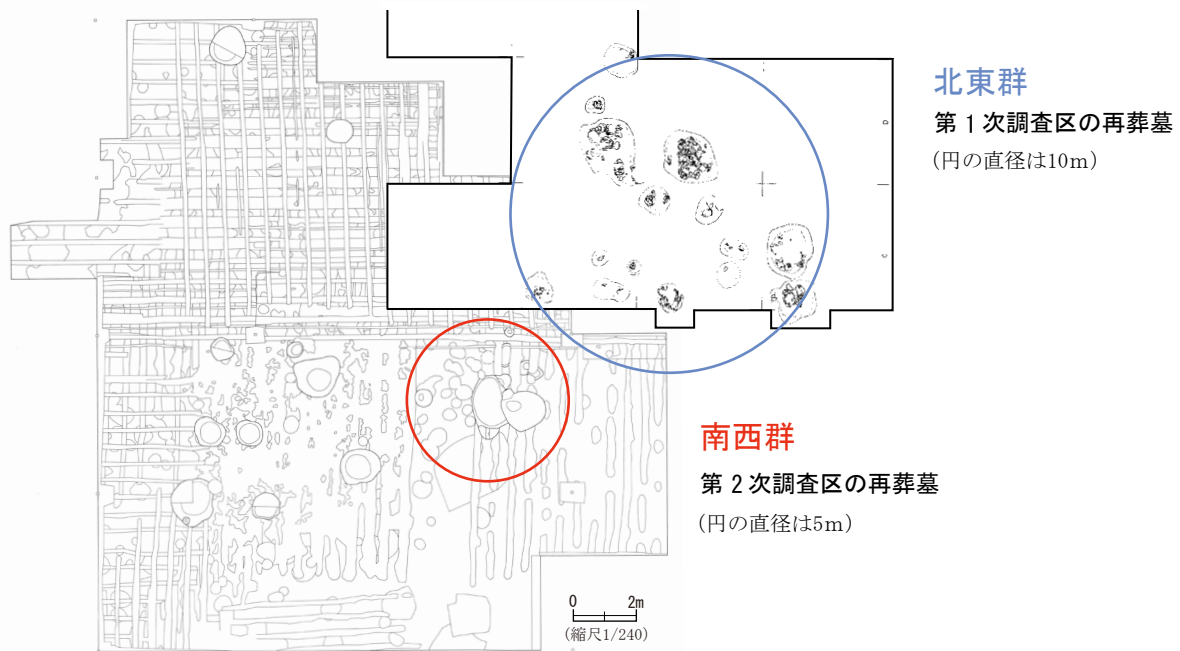 北東群
第1次調査区の再葬墓
(円の直径は10m)
D
C
南西群
第2次調査区の再葬墓
(円の直径は5m)
0 2m
(縮尺1/240)